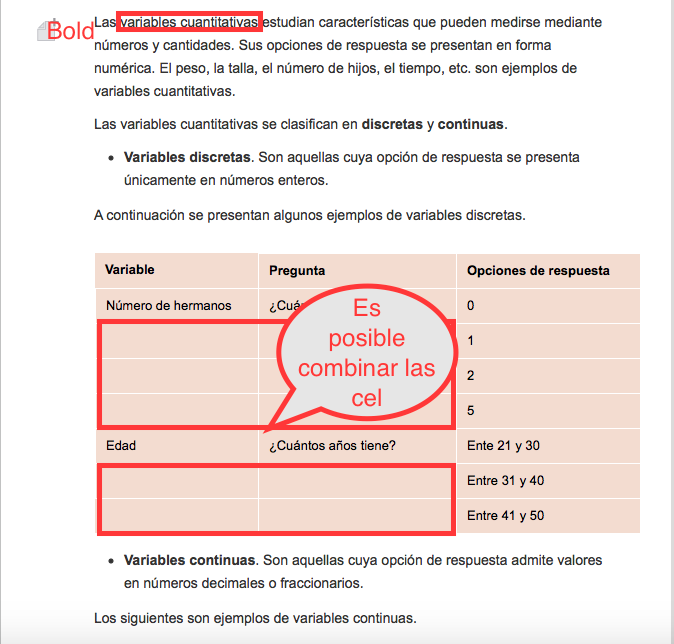 Bold
Las variables cuantitativas estudian características que pueden medirse mediante
números y cantidades. Sus opciones de respuesta se presentan en forma
numérica. El peso, la talla, el número de hijos, el tiempo, etc. son ejemplos de
variables cuantitativas.
Las variables cuantitativas se clasifican en discretas y continuas.
• Variables discretas. Son aquellas cuya opción de respuesta se presenta
únicamente en números enteros.
A continuación se presentan algunos ejemplos de variables discretas.
Variable Pregunta Opciones de respuesta
Número de hermanos 0
Es
posible
combinar las
cel
1
2
5
Edad ¿Cuántos años tiene? Ente 21 y 30
Entre 31 y 40
Entre 41 y 50
• Variables continuas. Son aquellas cuya opción de respuesta admite valores
en números decimales o fraccionarios.
Los siguientes son ejemplos de variables continuas.